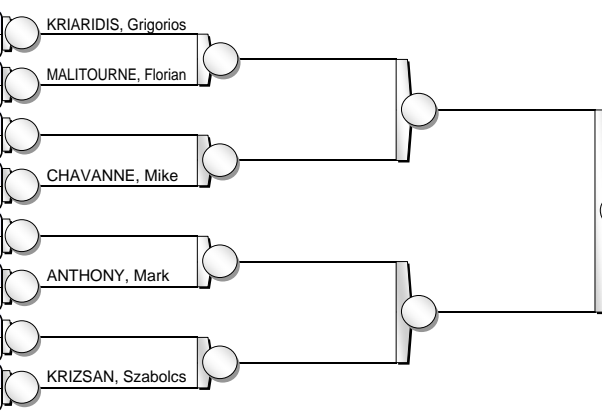 KRIARIDIS, Grigorios
MALITOURNE, Florian
CHAVANNE, Mike
ANTHONY, Mark
KRIZSAN, Szabolcs